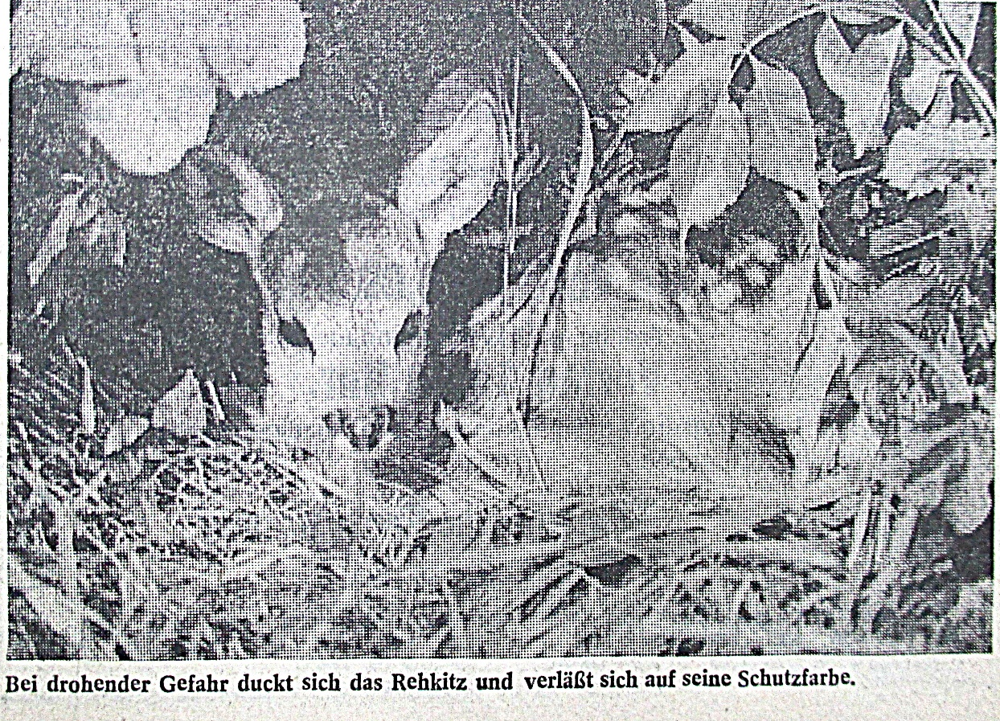 Bei drohender Gefahr duckt sich das Rehkitz und verläßt sich auf seine Schutzfarbe.